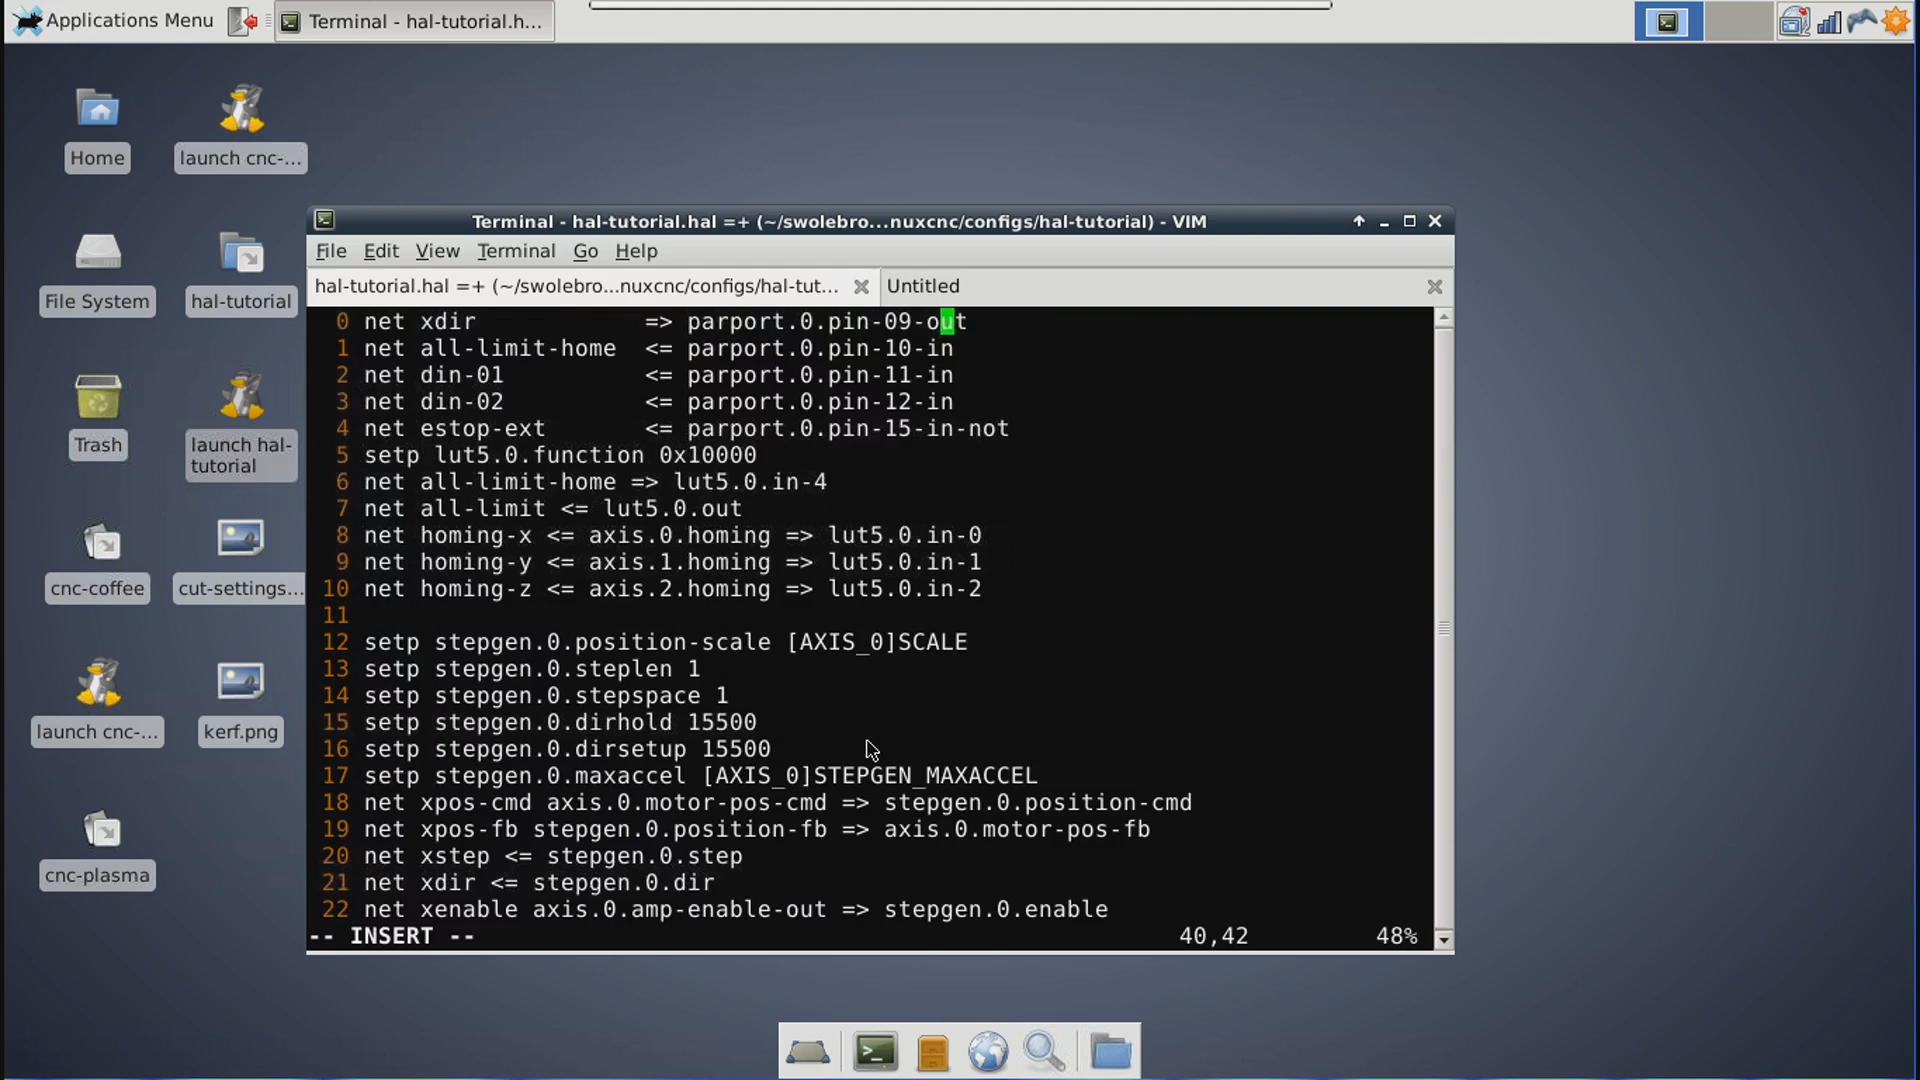 Applications Menu
Terminal - hal-tutorial.h...
Home
launch cnc-...
File System
hal-tutorial
Trash
launch hal-
tutorial
cnc-coffee
cut-settings...
launch cnc-...
kerf.png
cnc-plasma
Terminal - hal-tutorial.hal =+ (~/swolebro...nuxcnc/configs/hal-tutorial) - VIM
File Edit View Terminal Go Help
hal-tutorial.hal =+ (~/swolebro...nuxcnc/configs/hal-tut...
Untitled
0 net xdir => parport.0.pin-09-out
1 net all-limit-home <= parport.0.pin-10-in
2 net din-01 <= parport.0.pin-11-in
3 net din-02 <= parport.0.pin-12-in
4 net estop-ext <= parport.0.pin-15-in-not
5 setp lut5.0.function 0x10000
6 net all-limit-home => lut5.0.in-4
7 net all-limit <= lut5.0.out
8 net homing-x <= axis.0.homing => lut5.0.in-0
9 net homing-y <= axis.1.homing => lut5.0.in-1
10 net homing-z <= axis.2.homing => lut5.0.in-2
11
12 setp stepgen.0.position-scale [AXIS_0]SCALE
13 setp stepgen.0.steplen 1
14 setp stepgen.0.stepspace 1
15 setp stepgen.0.dirhold 15500
16 setp stepgen.0.dirsetup 15500
17 setp stepgen.0.maxaccel [AXIS_0]STEPGEN_MAXACCEL
18 net xpos-cmd axis.0.motor-pos-cmd => stepgen.0.position-cmd
19 net xpos-fb stepgen.0.position-fb => axis.0.motor-pos-fb
20 net xstep <= stepgen.0.step
21 net xdir <= stepgen.0.dir
22 net xenable axis.0.amp-enable-out => stepgen.0.enable
-- INSERT -- 40,42 48%